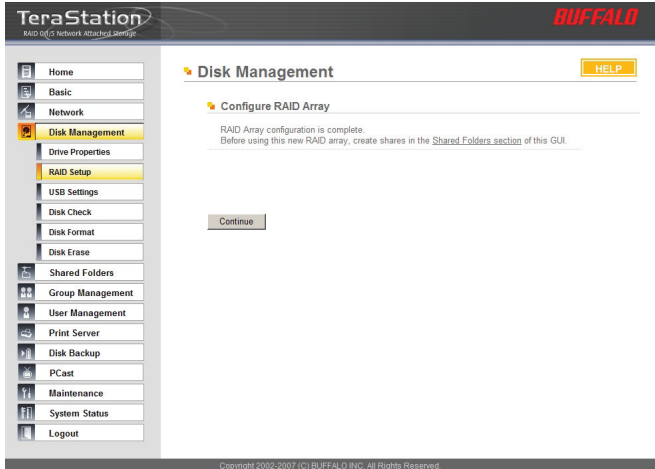 TeraStation
RAID 0/1/5 Network Attached Storage
BUFFALO
Home
Basic
Network
Disk Management
Drive Properties
RAID Setup
USB Settings
Disk Check
Disk Format
Disk Erase
Shared Folders
Group Management
User Management
Print Server
Disk Backup
PCast
Maintenance
System Status
Logout
Disk Management
HELP
Configure RAID Array
RAID Array configuration is complete.
Before using this new RAID array, create shares in the Shared Folders section of this GUI.
Continue
Copyright 2002-2007 (C) BUFFALO INC. All Rights Reserved.